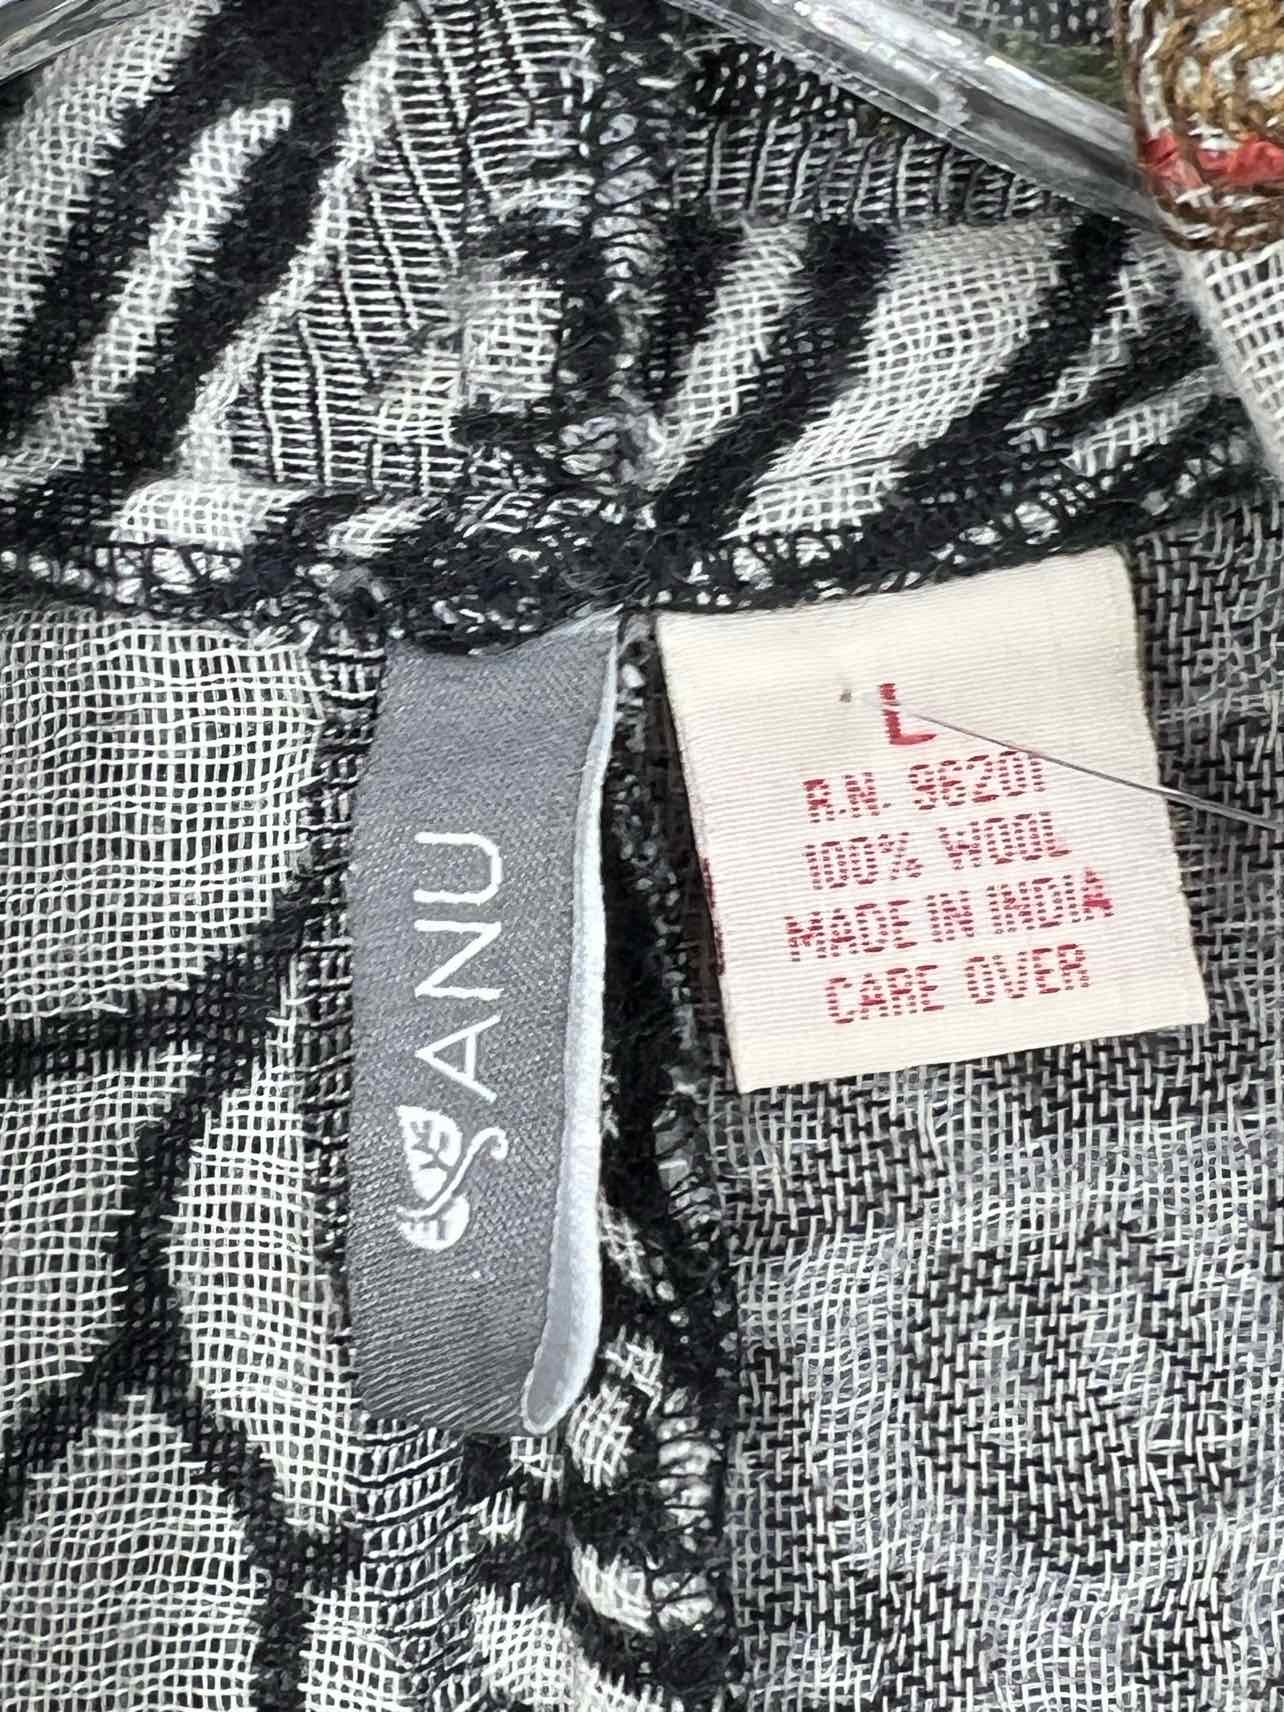 ANU
L
R.N. 96201
100% WOOL
MADE IN INDIA
CARE OVER